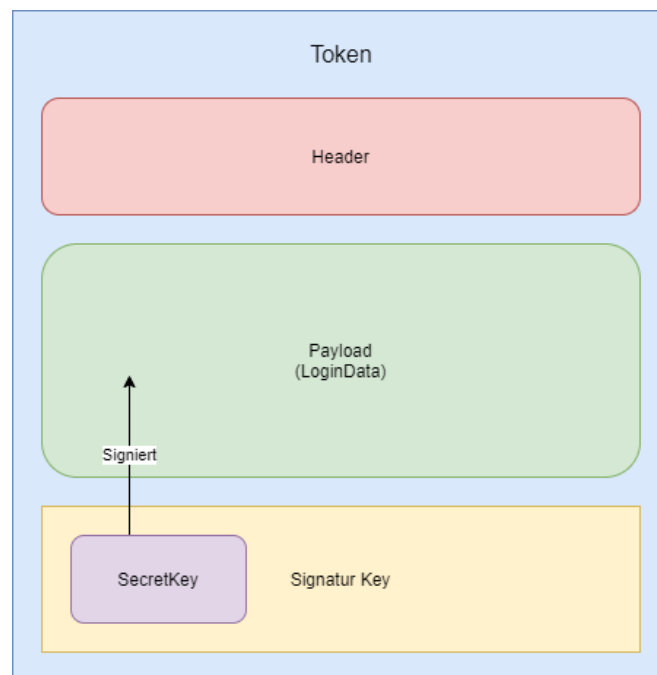 Token
Header
Payload
(LoginData)
Signiert
SecretKey
Signatur Key